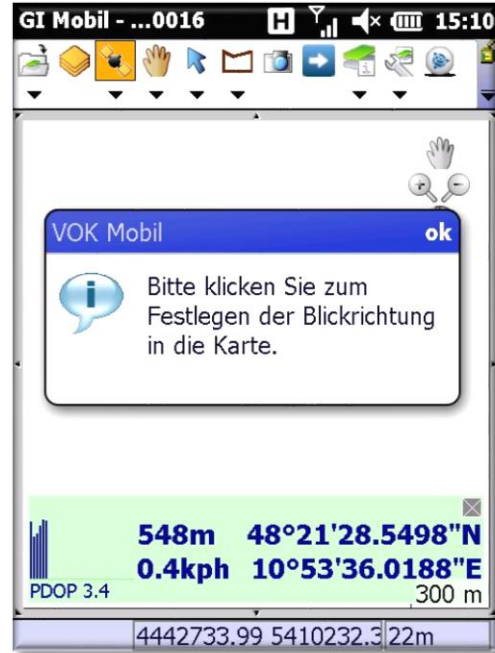 GI Mobil - ...0016 H 15:10
VOK Mobil ok
Bitte klicken Sie zum
Festlegen der Blickrichtung
in die Karte.
548m 48°21'28.5498"N
0.4kph 10°53'36.0188"E
PDOP 3.4
300 m
4442733.99 5410232.3 22m